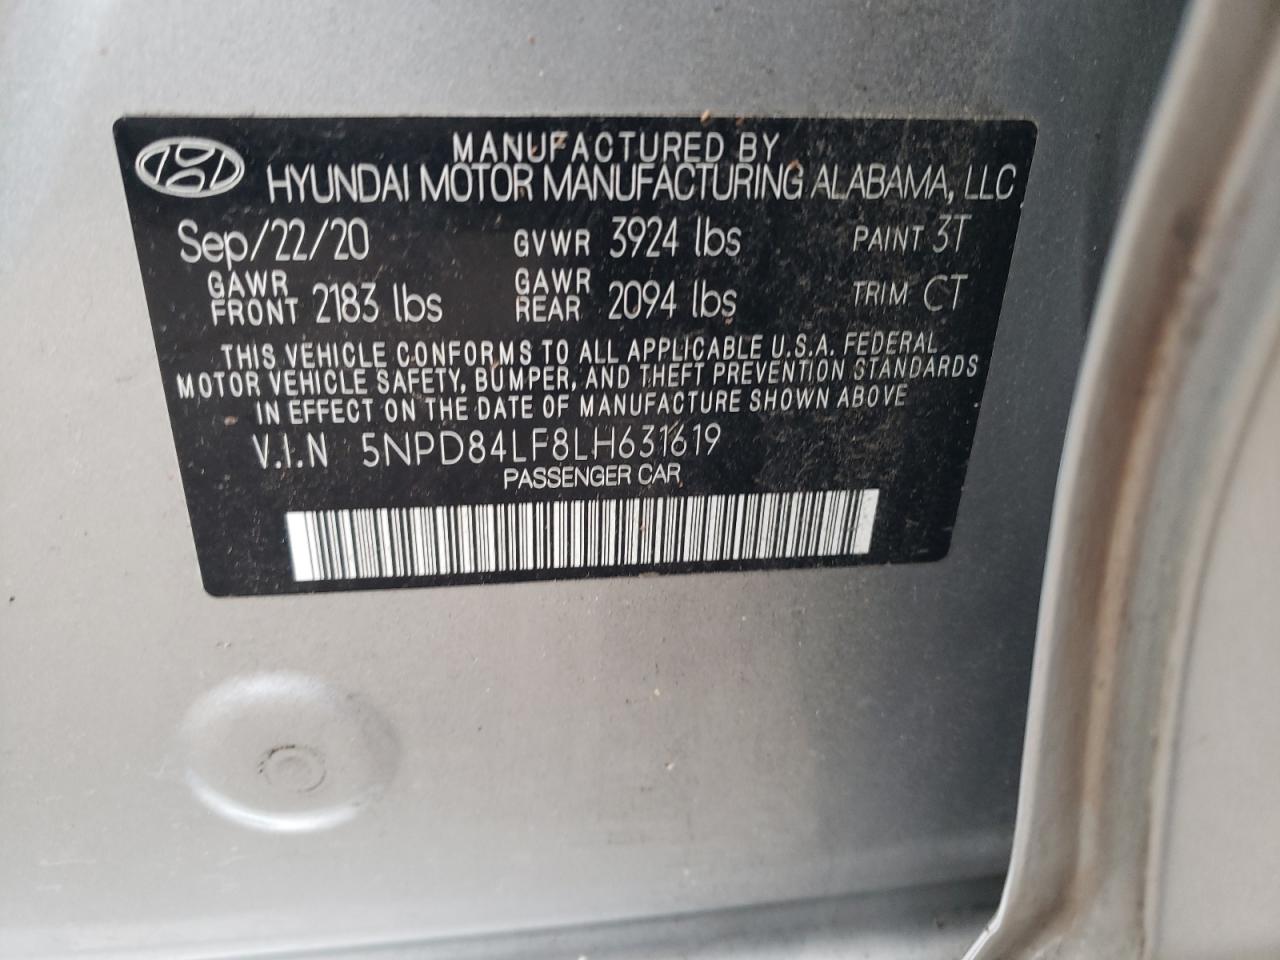 MANUFACTURED BY
HYUNDAI MOTOR MANUFACTURING ALABAMA, LLC
Sep/22/20 GVWR 3924 lbs PAINT 3T
GAWR FRONT 2183 lbs GAWR REAR 2094 lbs TRIM CT
THIS VEHICLE CONFORMS TO ALL APPLICABLE U.S.A. FEDERAL
MOTOR VEHICLE SAFETY, BUMPER, AND THEFT PREVENTION STANDARDS
IN EFFECT ON THE DATE OF MANUFACTURE SHOWN ABOVE
V.I.N 5NPD84LF8LH631619
PASSENGER CAR